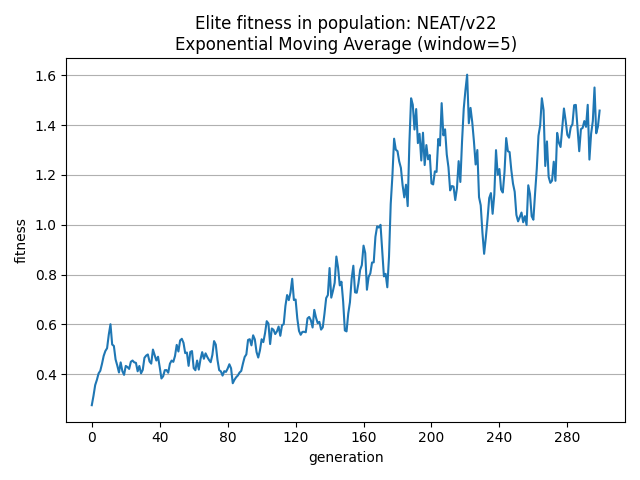 Elite fitness in population: NEAT/v22
Exponential Moving Average (window=5)
1.6
1.4
1.2
1.0
0.8
0.6
0.4
fitness
0 40 80 120 160 200 240 280
generation